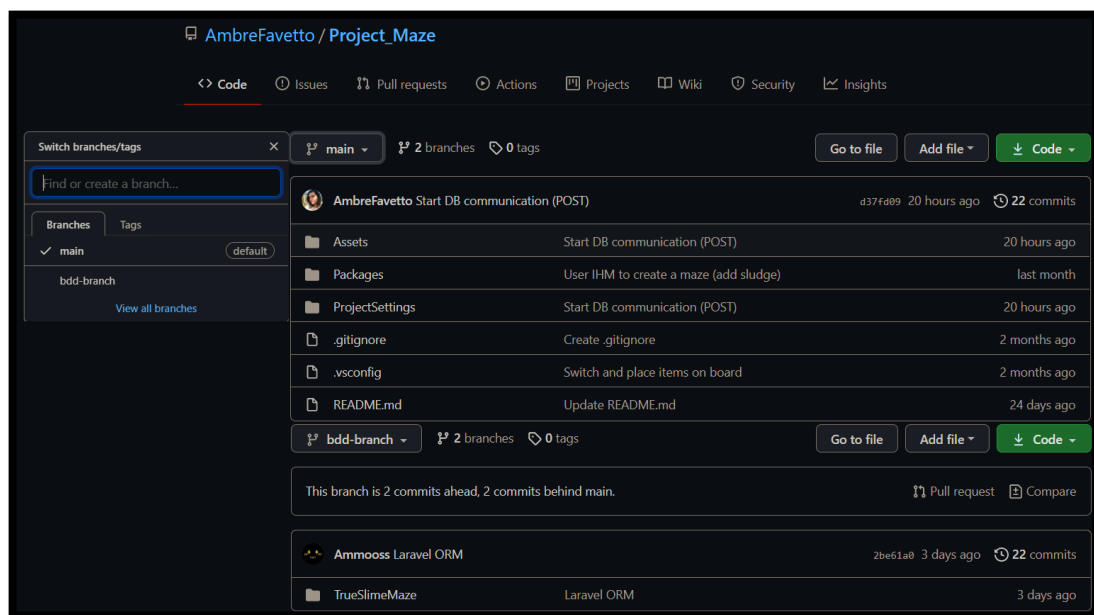 AmbreFavetto / Project_Maze
Code Issues Pull requests Actions Projects Wiki Security Insights
Switch branches/tags
Find or create a branch...
Branches Tags
main default
bdd-branch
View all branches
main 2 branches 0 tags Go to file Add file Code
AmbreFavetto Start DB communication (POST) d37fd09 20 hours ago 22 commits
Assets Start DB communication (POST) 20 hours ago
Packages User IHM to create a maze (add sludge) last month
ProjectSettings Start DB communication (POST) 20 hours ago
.gitignore Create .gitignore 2 months ago
.vsconfig Switch and place items on board 2 months ago
README.md Update README.md 24 days ago
bdd-branch 2 branches 0 tags Go to file Add file Code
This branch is 2 commits ahead, 2 commits behind main. Pull request Compare
Ammooss Laravel ORM 2be61a0 3 days ago 22 commits
TrueSlimeMaze Laravel ORM 3 days ago